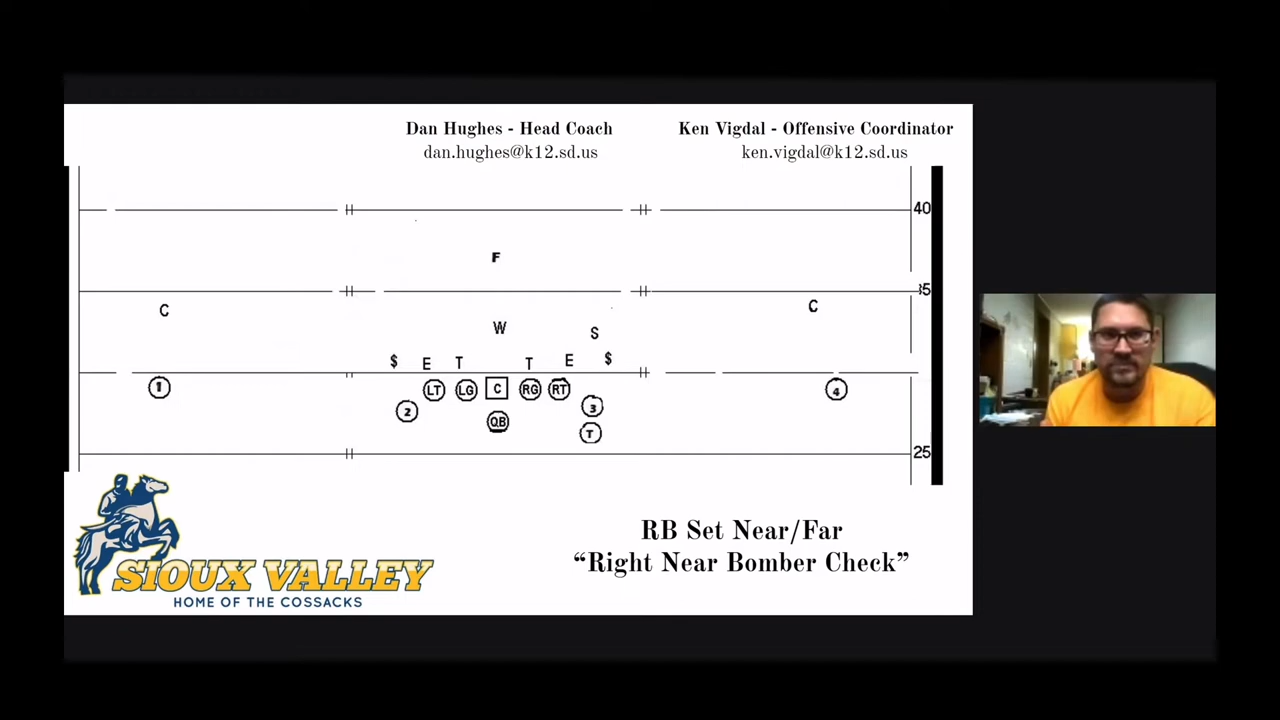 Dan Hughes - Head Coach
dan.hughes@k12.sd.us
Ken Vigdal - Offensive Coordinator
ken.vigdal@k12.sd.us
40
F
35
C
C
W
S
$ E T T E $
1 LT LG C RG RT 4
2 3
QB
T
25
SIOUX VALLEY
HOME OF THE COSSACKS
RB Set Near/Far
“Right Near Bomber Check”